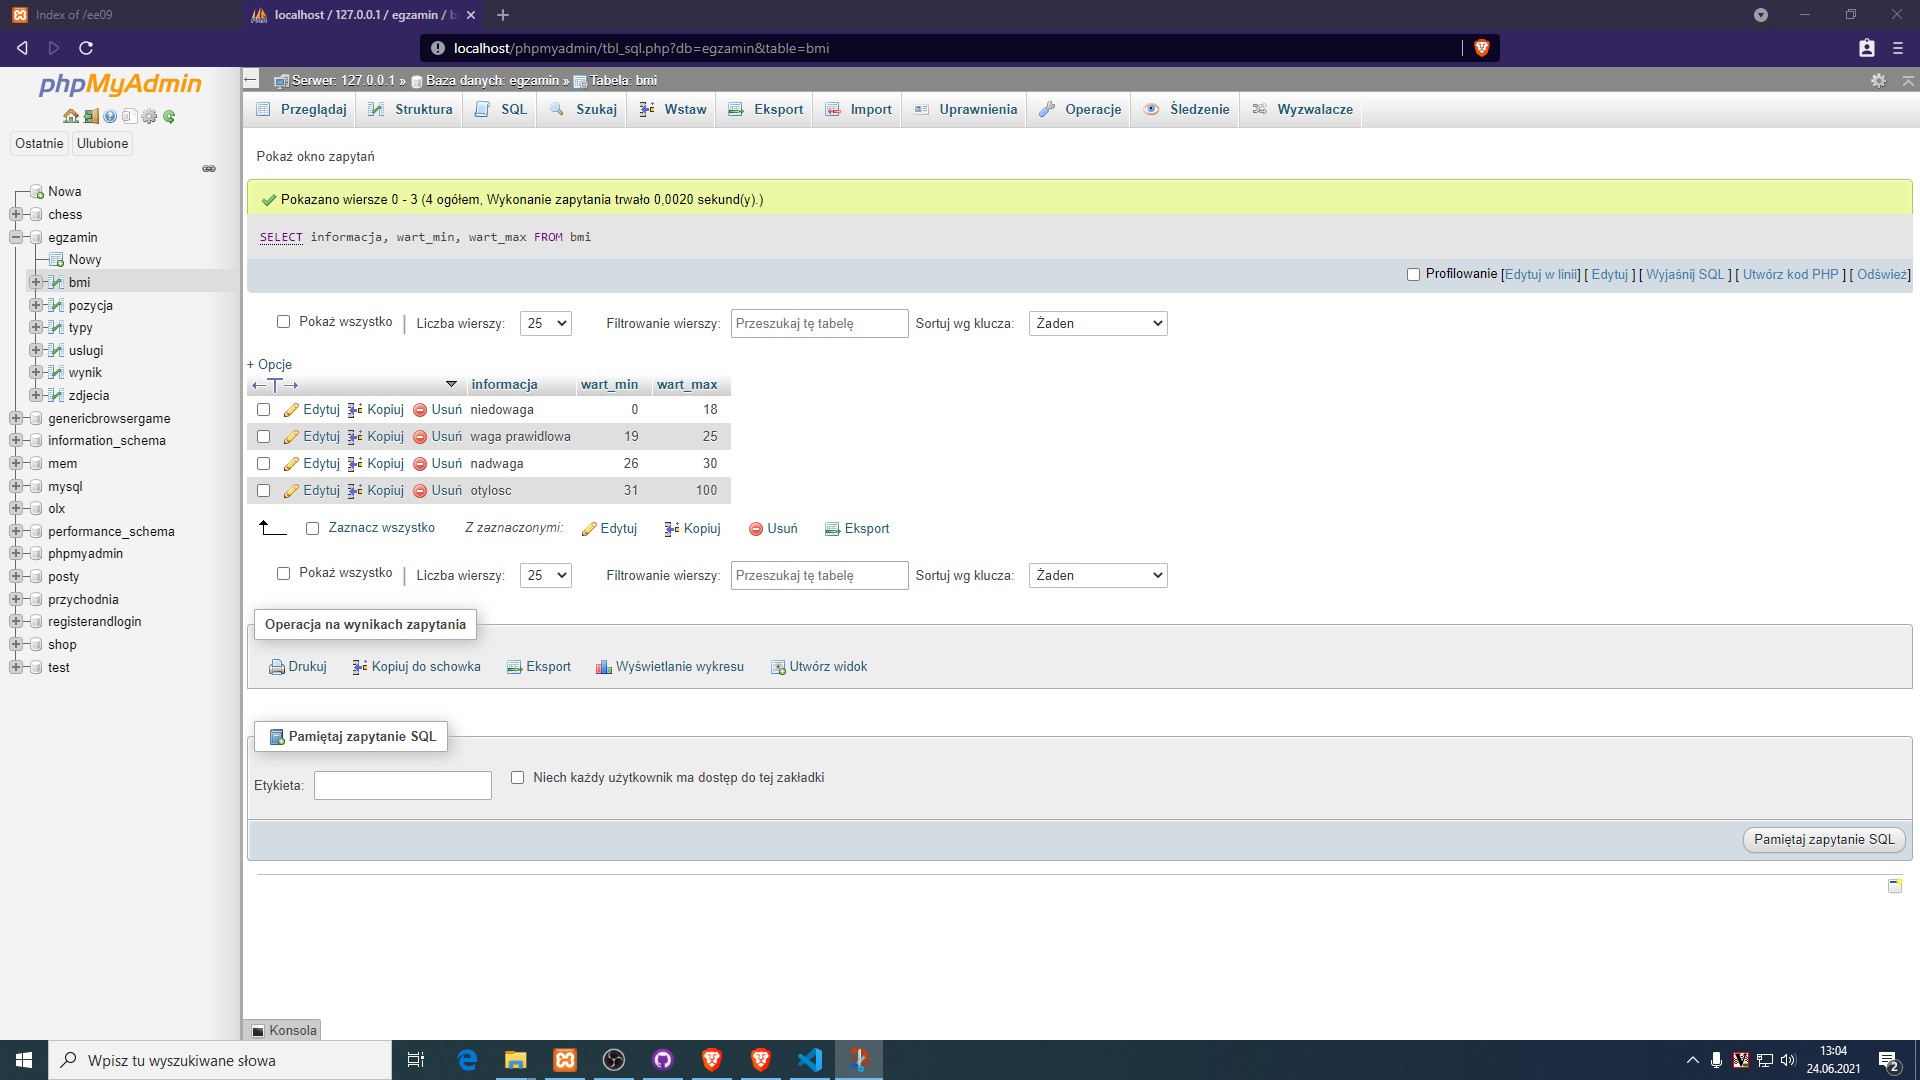 Index of /ee09
localhost / 127.0.0.1 / egzamin / b
localhost/phpmyadmin/tbl_sql.php?db=egzamin&table=bmi
phpMyAdmin
Ostatnie
Ulubione
Nowa
chess
egzamin
Nowy
bmi
pozycja
typy
uslugi
wynik
zdjecia
genericbrowsergame
information_schema
mem
mysql
olx
performance_schema
phpmyadmin
posty
przychodnia
registerandlogin
shop
test
Serwer: 127.0.0.1 » Baza danych: egzamin » Tabela: bmi
Przeglądaj Struktura SQL Szukaj Wstaw Eksport Import Uprawnienia Operacje Śledzenie Wyzwalacze
Pokaż okno zapytań
Pokazano wiersze 0 - 3 (4 ogółem, Wykonanie zapytania trwało 0,0020 sekund(y).)
SELECT informacja, wart_min, wart_max FROM bmi
Profilowanie [Edytuj w linii] [ Edytuj ] [ Wyjaśnij SQL ] [ Utwórz kod PHP ] [ Odśwież]
Pokaż wszystko | Liczba wierszy: 25 Filtrowanie wierszy: Przeszukaj tę tabelę Sortuj wg klucza: Żaden
+ Opcje
←T→ informacja wart_min wart_max
Edytuj Kopiuj Usuń niedowaga 0 18
Edytuj Kopiuj Usuń waga prawidlowa 19 25
Edytuj Kopiuj Usuń nadwaga 26 30
Edytuj Kopiuj Usuń otylosc 31 100
Zaznacz wszystko Z zaznaczonymi: Edytuj Kopiuj Usuń Eksport
Pokaż wszystko | Liczba wierszy: 25 Filtrowanie wierszy: Przeszukaj tę tabelę Sortuj wg klucza: Żaden
Operacja na wynikach zapytania
Drukuj Kopiuj do schowka Eksport Wyświetlanie wykresu Utwórz widok
Pamiętaj zapytanie SQL
Etykieta: Niech każdy użytkownik ma dostęp do tej zakładki
Pamiętaj zapytanie SQL
Konsola
Wpisz tu wyszukiwane słowa
13:04
24.06.2021
2